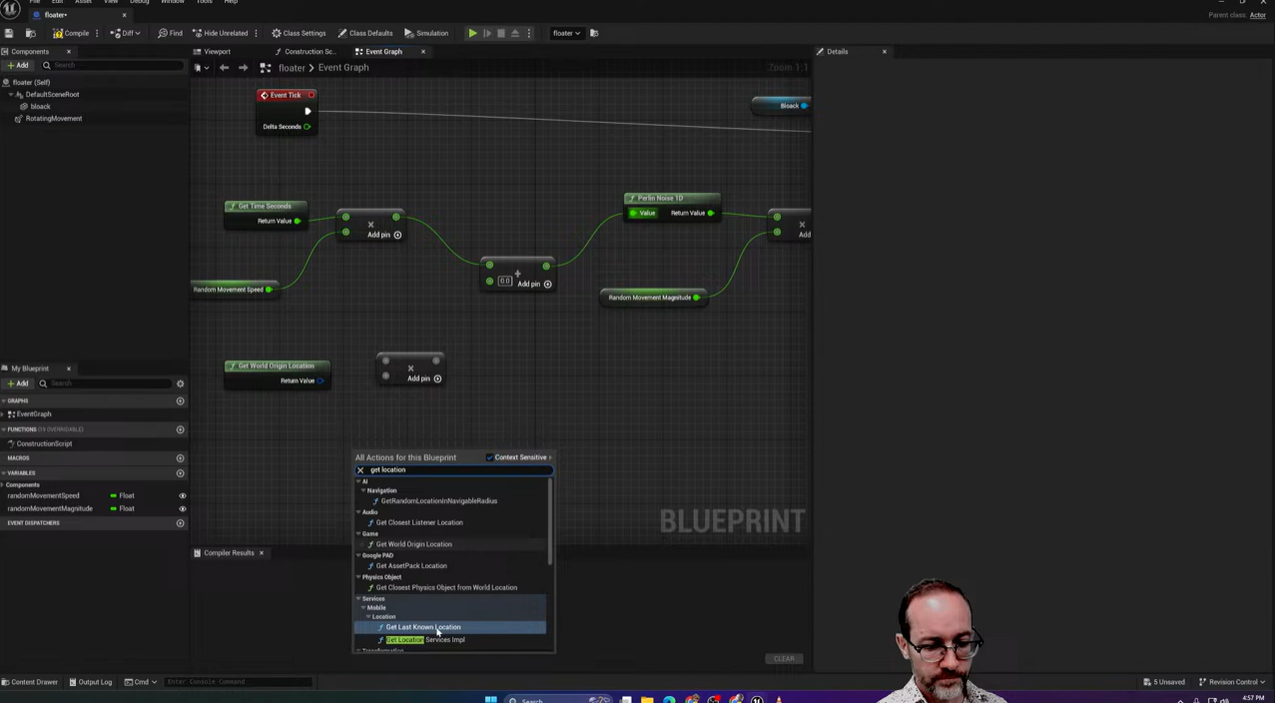 File Edit Asset View Debug Window Tools Help
floater•
Parent class: Actor
Compile Diff Find Hide Unrelated Class Settings Class Defaults Simulation floater
Components
Viewport Construction Sc... Event Graph
Details
Add Search
floater > Event Graph
Zoom 1:1
floater (Self)
DefaultSceneRoot
bloack
RotatingMovement
Event Tick
Delta Seconds
Bloack
Get Time Seconds
Return Value
Add pin
Perlin Noise 1D
Value Return Value
Add
0.0
Add pin
Random Movement Speed
Random Movement Magnitude
Get World Origin Location
Return Value
Add pin
My Blueprint
Add Search
GRAPHS
EventGraph
FUNCTIONS (19 OVERRIDABLE)
ConstructionScript
MACROS
VARIABLES
Components
randomMovementSpeed Float
randomMovementMagnitude Float
EVENT DISPATCHERS
All Actions for this Blueprint Context Sensitive
get location
AI
Navigation
GetRandomLocationInNavigableRadius
Audio
Get Closest Listener Location
Game
Get World Origin Location
Google PAD
Get AssetPack Location
Physics Object
Get Closest Physics Object from World Location
Services
Mobile
Location
Get Last Known Location
Get Location Services Impl
Transformation
BLUEPRINT
Compiler Results
CLEAR
Content Drawer Output Log Cmd Enter Console Command
5 Unsaved Revision Control
Search
4:57 PM